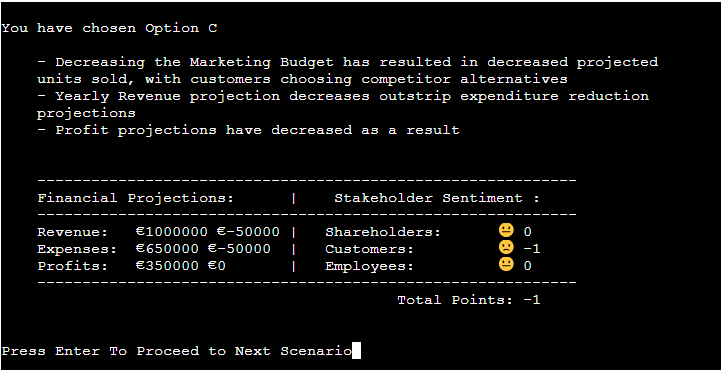 You have chosen Option C
- Decreasing the Marketing Budget has resulted in decreased projected
units sold, with customers choosing competitor alternatives
- Yearly Revenue projection decreases outstrip expenditure reduction
projections
- Profit projections have decreased as a result
----------------------------------------------------------------
Financial Projections: | Stakeholder Sentiment :
----------------------------------------------------------------
Revenue: €1000000 €-50000 | Shareholders: 😐 0
Expenses: €650000 €-50000 | Customers: 🙁 -1
Profits: €350000 €0 | Employees: 😐 0
----------------------------------------------------------------
Total Points: -1
Press Enter To Proceed to Next Scenario